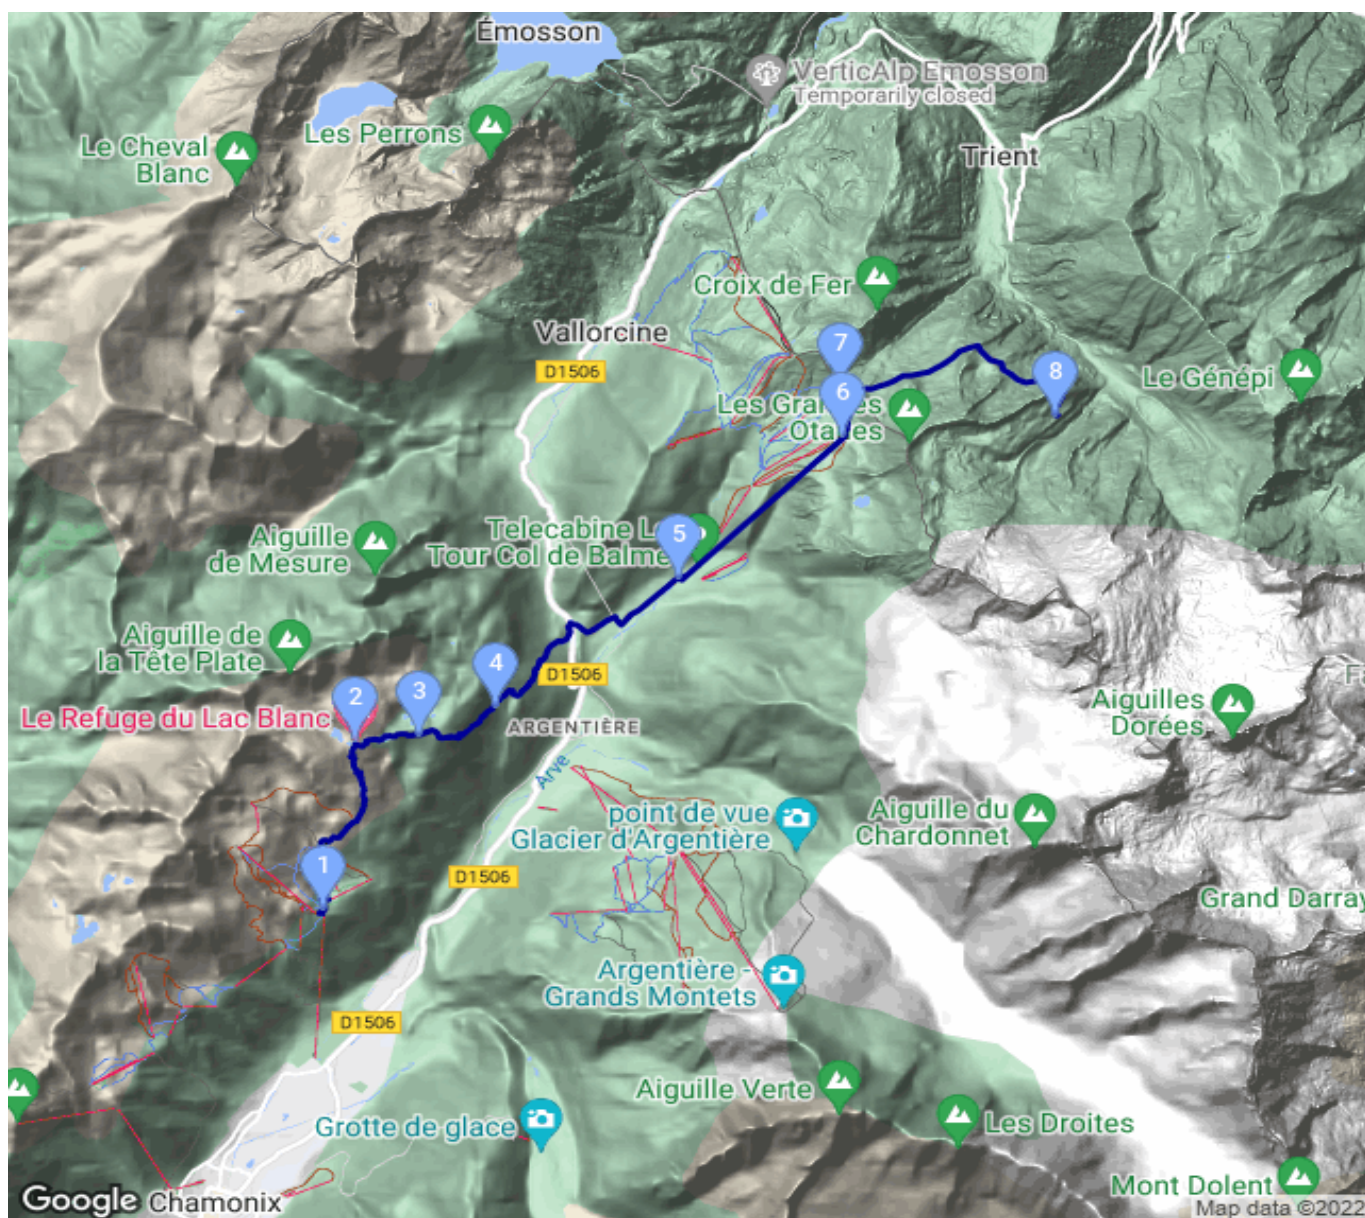 Émosson
VerticAlp Emosson
Temporarily closed
Le Cheval
Blanc
Les Perrons
Trient
Croix de Fer
Vallorcine
7
D1506
8
Le Génépi
6
Les
Otanes
Aiguille
de Mesure
Telecabine
5
Tour Col de Balme
Aiguille de
la Tête Plate
4
D1506
2
3
Le Refuge du Lac Blanc
Aiguilles
Dorées
ARGENTIÈRE
Arve
point de vue
Glacier d'Argentière
Aiguille du
Chardonnet
1
D1506
Grand Darray
Argentière -
Grands Montets
D1506
Aiguille Verte
Grotte de glace
Les Droites
Mont Dolent
Google
Chamonix
Map data ©2022